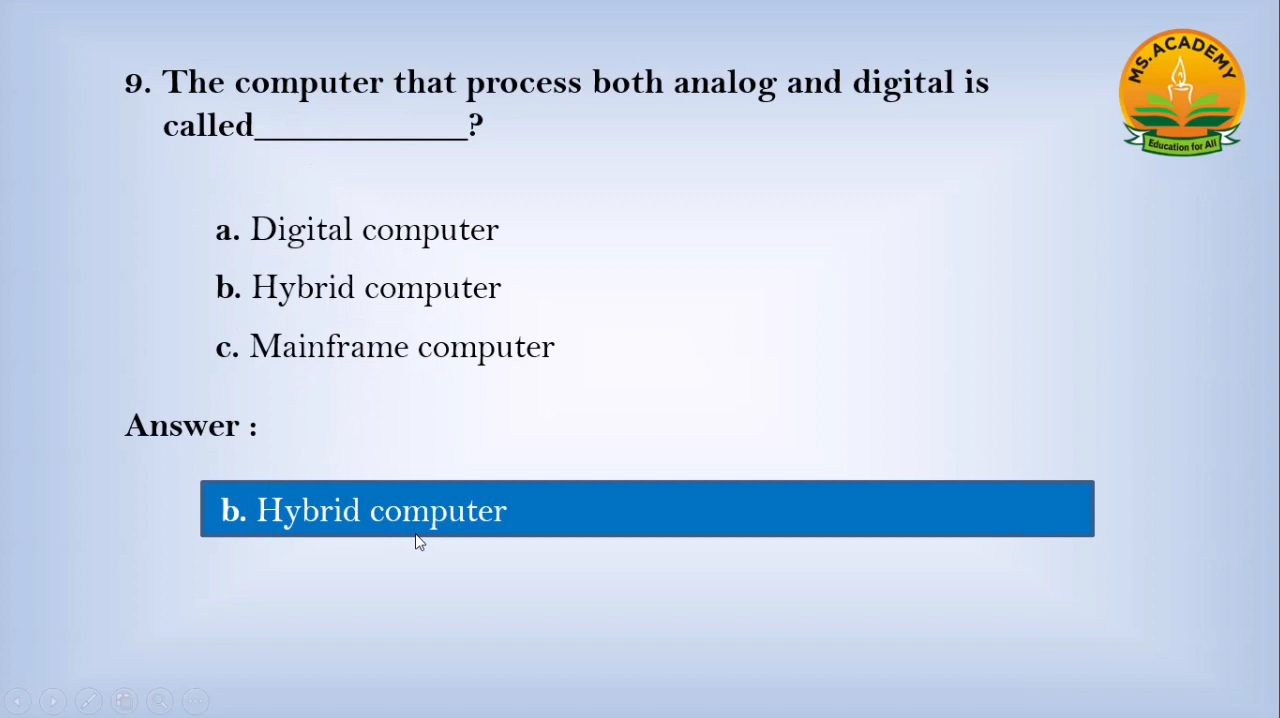 9. The computer that process both analog and digital is
called____________?
MS. ACADEMY
Education for All
a. Digital computer
b. Hybrid computer
c. Mainframe computer
Answer :
b. Hybrid computer